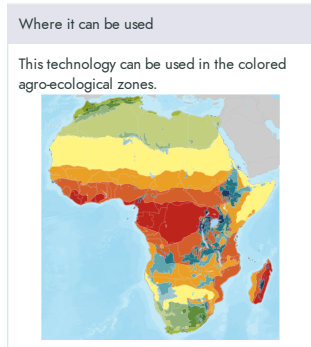 Where it can be used
This technology can be used in the colored
agro-ecological zones.